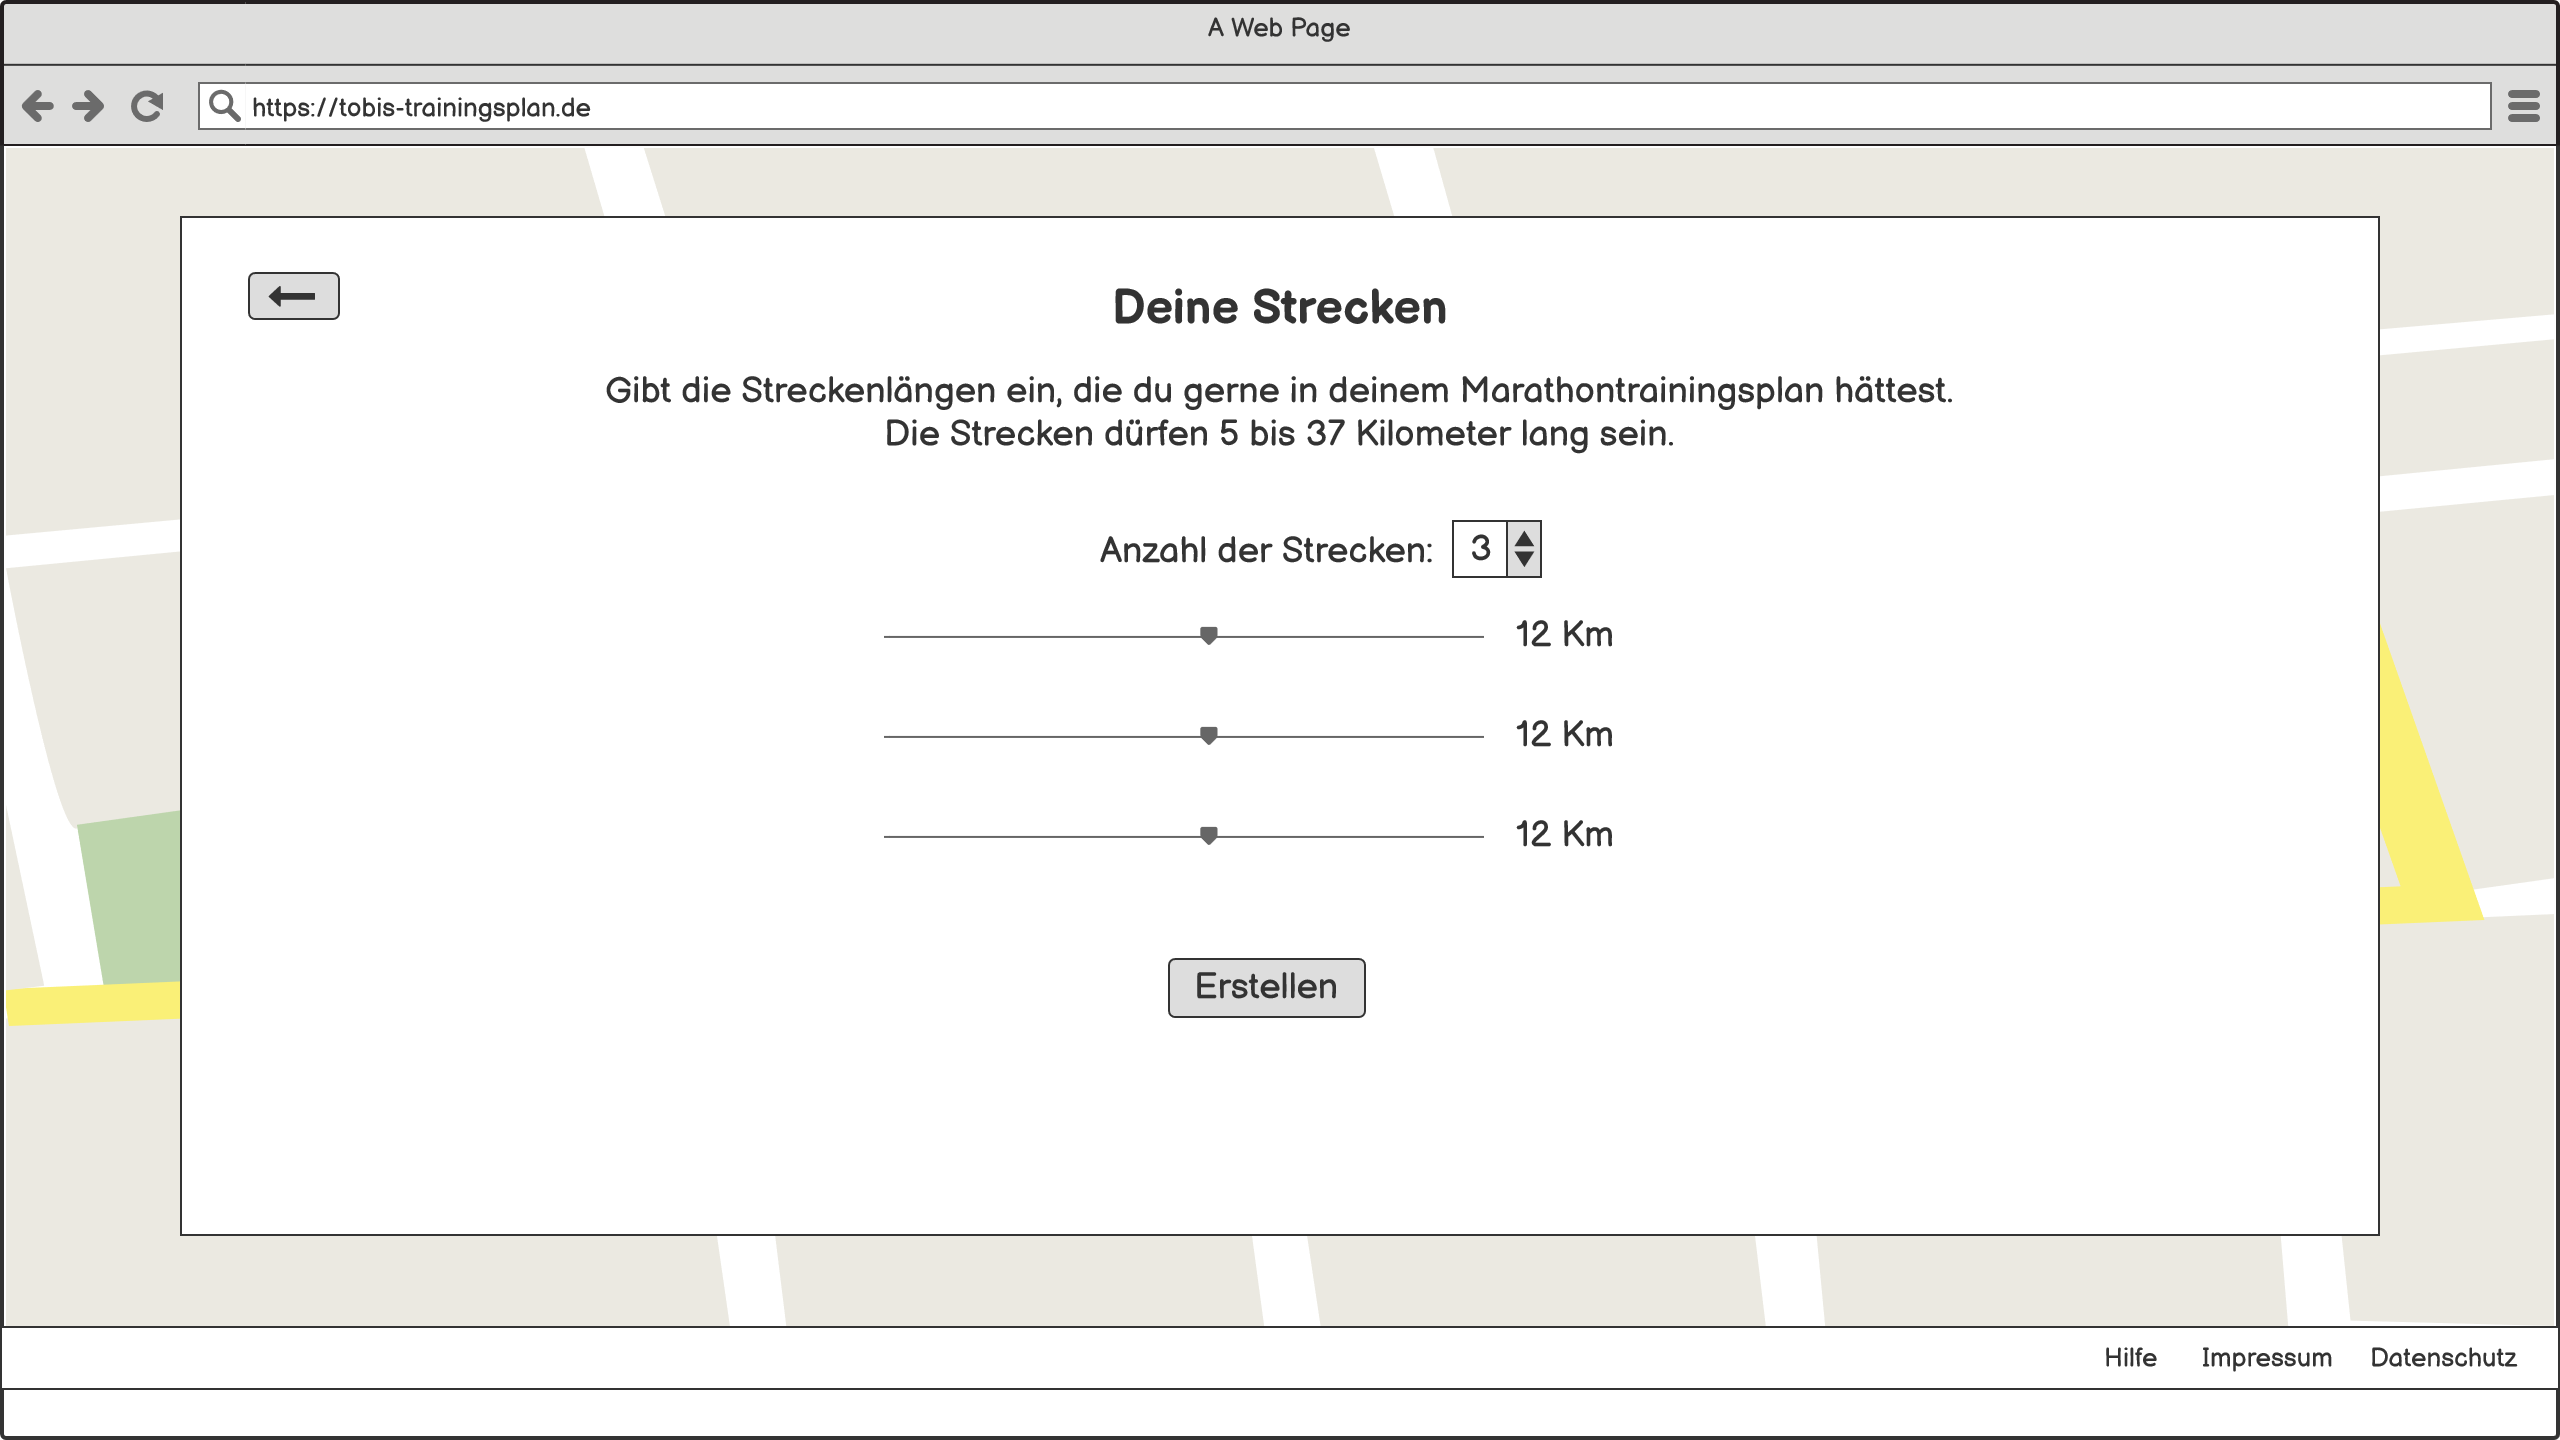 A Web Page
https://tobis-trainingsplan.de
Deine Strecken
Gibt die Streckenlängen ein, die du gerne in deinem Marathontrainingsplan hättest.
Die Strecken dürfen 5 bis 37 Kilometer lang sein.
Anzahl der Strecken: 3
12 Km
12 Km
12 Km
Erstellen
Hilfe Impressum Datenschutz